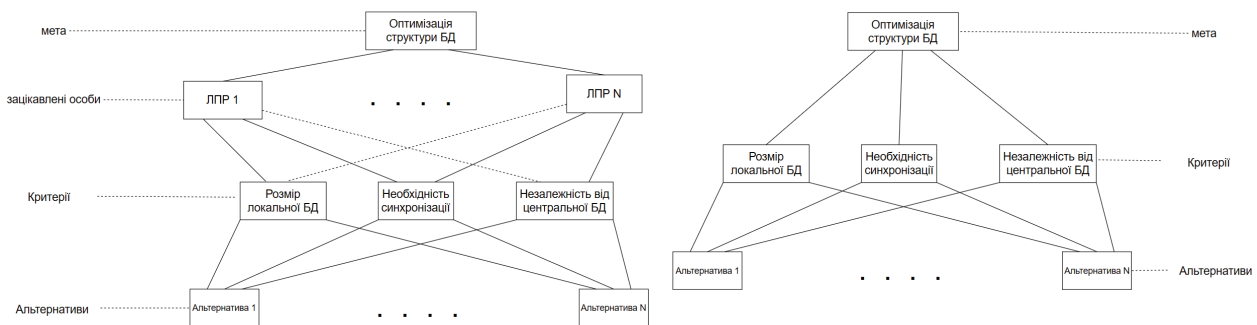 мета
Оптимізація
структури БД
зацікавлені особи
ЛПР 1
. . . .
ЛПР N
Критерії
Розмір
локальної БД
Необхідність
синхронізації
Незалежність від
центральної БД
Альтернативи
Альтернатива 1
. . . .
Альтернатива N
Оптимізація
структури БД
мета
Розмір
локальної БД
Необхідність
синхронізації
Незалежність від
центральної БД
Критерії
Альтернатива 1
. . . .
Альтернатива N
Альтернативи